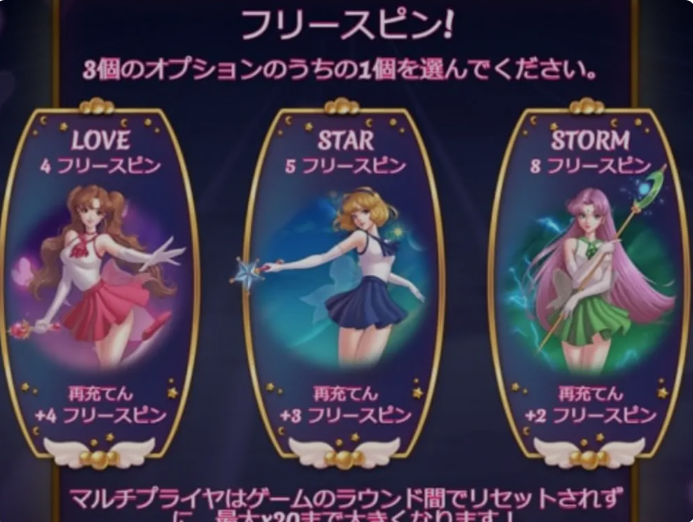 フリースピン!
3個のオプションのうちの1個を選んでください。
LOVE
4 フリースピン
STAR
5 フリースピン
STORM
8 フリースピン
再充てん
+4 フリースピン
再充てん
+3 フリースピン
再充てん
+2 フリースピン
マルチプライヤはゲームのラウンド間でリセットされず
に、最大x20まで大きくなります！